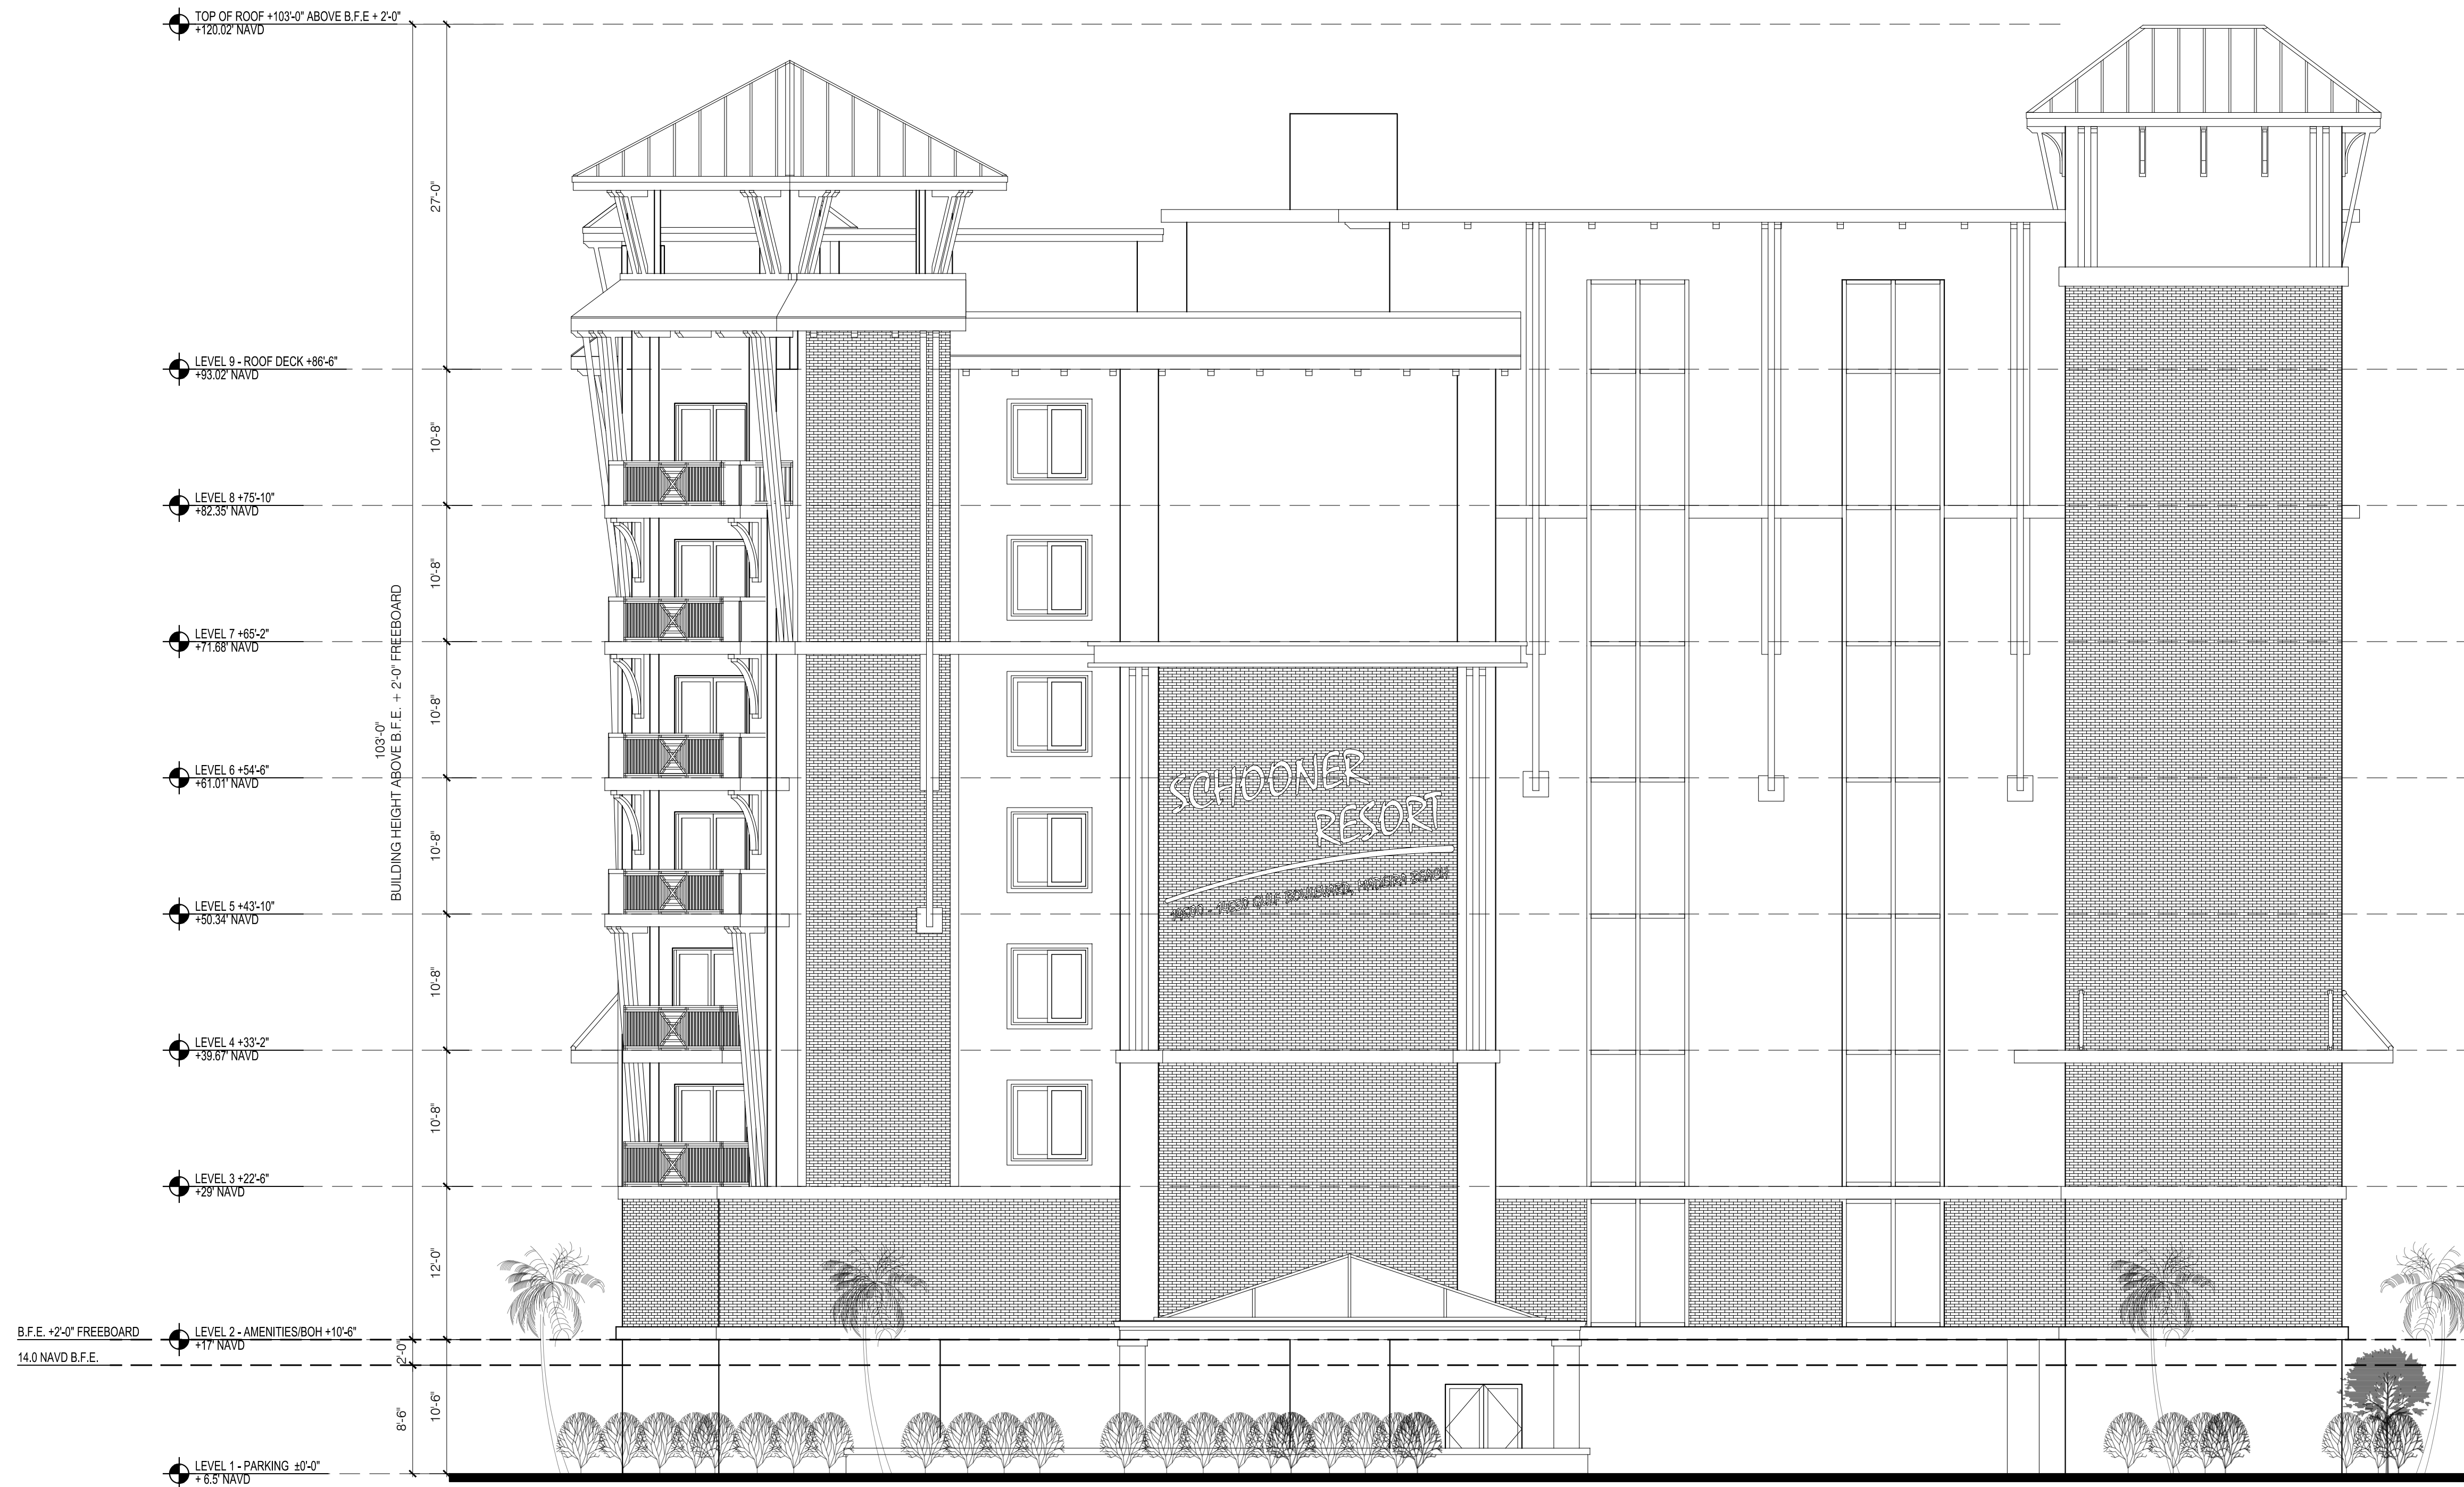 TOP OF ROOF +103'-0" ABOVE B.F.E + 2'-0"
+120.02' NAVD
27'-0"
LEVEL 9 - ROOF DECK +86'-6"
+93.02' NAVD
10'-8"
LEVEL 8 +75'-10"
+82.35' NAVD
10'-8"
LEVEL 7 +65'-2"
+71.68' NAVD
103'-0"
BUILDING HEIGHT ABOVE B.F.E. + 2'-0" FREEBOARD
10'-8"
LEVEL 6 +54'-6"
+61.01' NAVD
10'-8"
LEVEL 5 +43'-10"
+50.34' NAVD
10'-8"
LEVEL 4 +33'-2"
+39.67' NAVD
10'-8"
LEVEL 3 +22'-6"
+29' NAVD
12'-0"
B.F.E. +2'-0" FREEBOARD
LEVEL 2 - AMENITIES/BOH +10'-6"
+17' NAVD
14.0 NAVD B.F.E.
2'-0"
8'-6"
10'-6"
LEVEL 1 - PARKING ±0'-0"
+ 6.5' NAVD
SCHOONER
RESORT
GULF BOULEVARD, MADEIRA BEACH